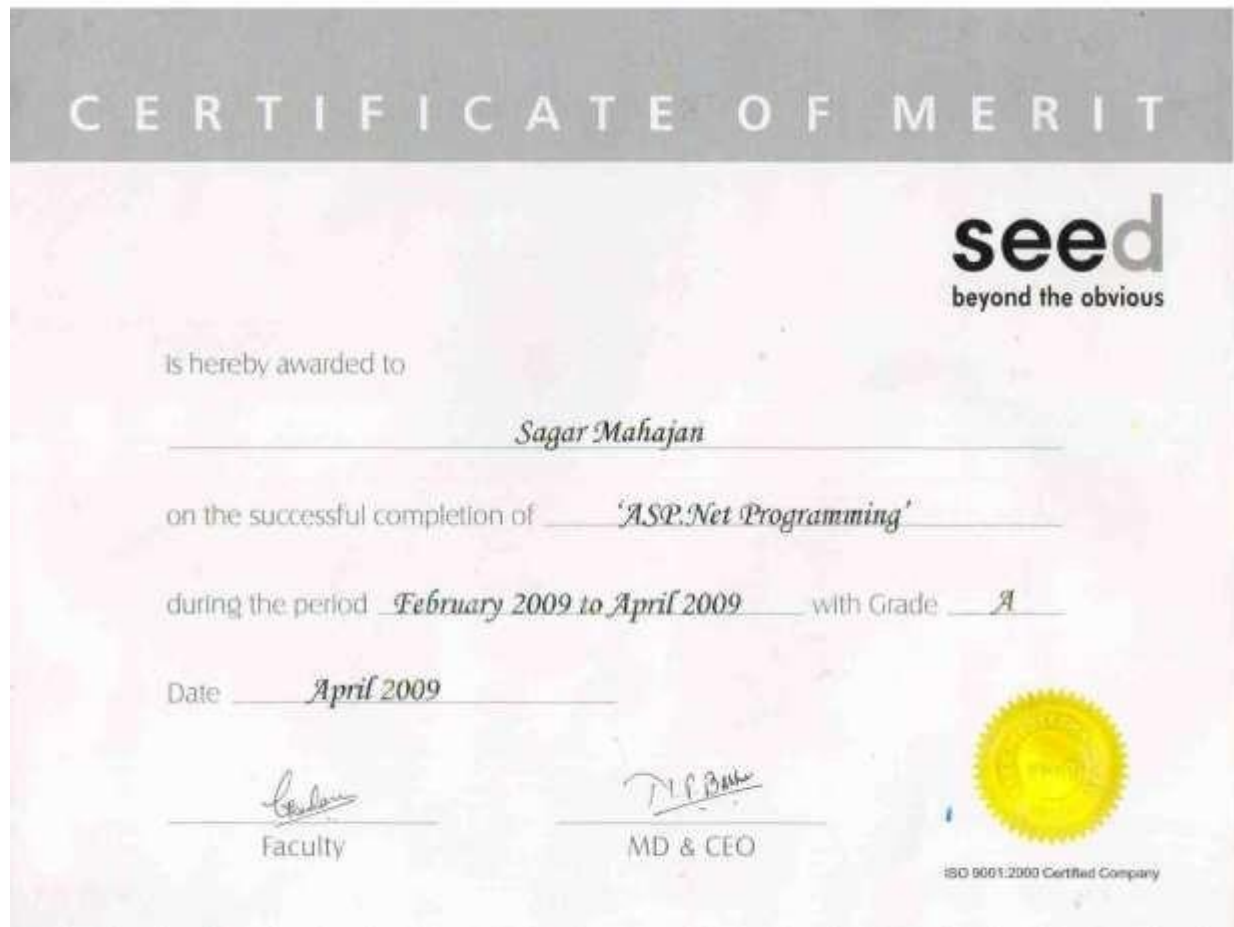 CERTIFICATE OF MERIT
seed
beyond the obvious
is hereby awarded to
Sagar Mahajan
on the successful completion of 'ASP.Net Programming'
during the period February 2009 to April 2009 with Grade A
Date April 2009
Faculty MD & CEO
ISO 9001:2000 Certified Company